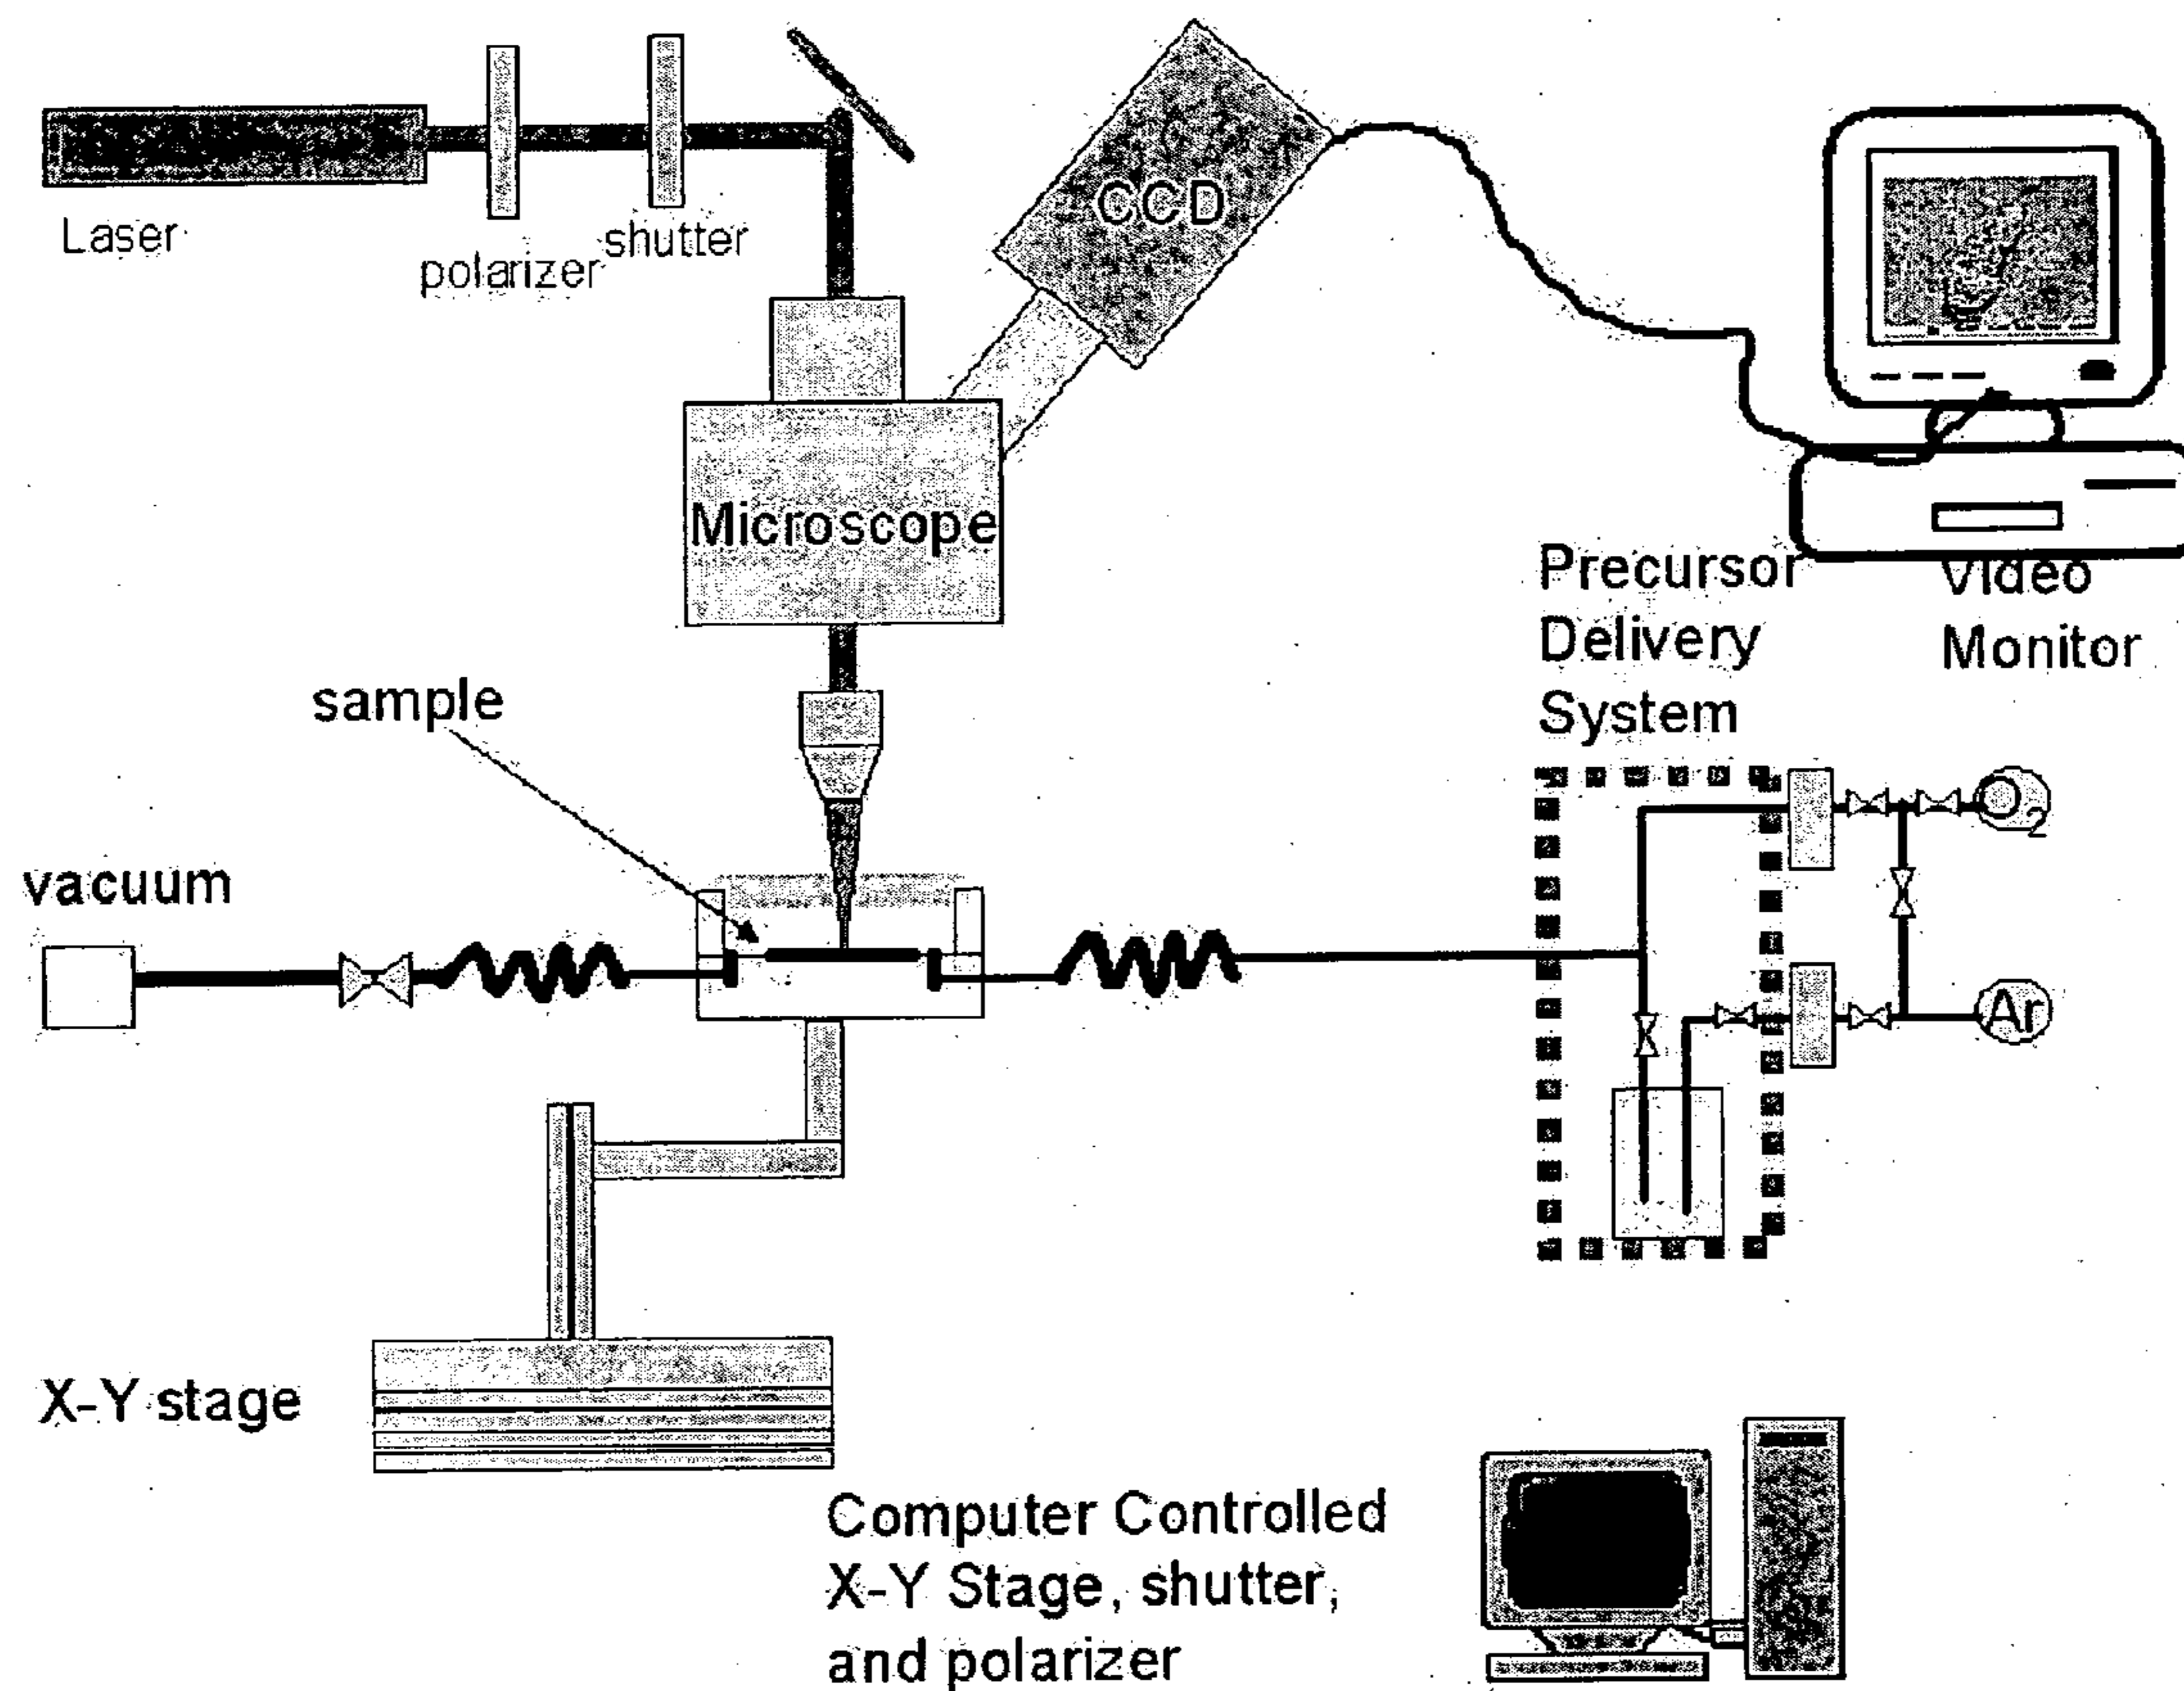 Laser
polarizer
shutter
CCD
Microscope
Precursor
Delivery
System
Video
Monitor
sample
vacuum
O2
Ar
X-Y stage
Computer Controlled
X-Y Stage, shutter,
and polarizer